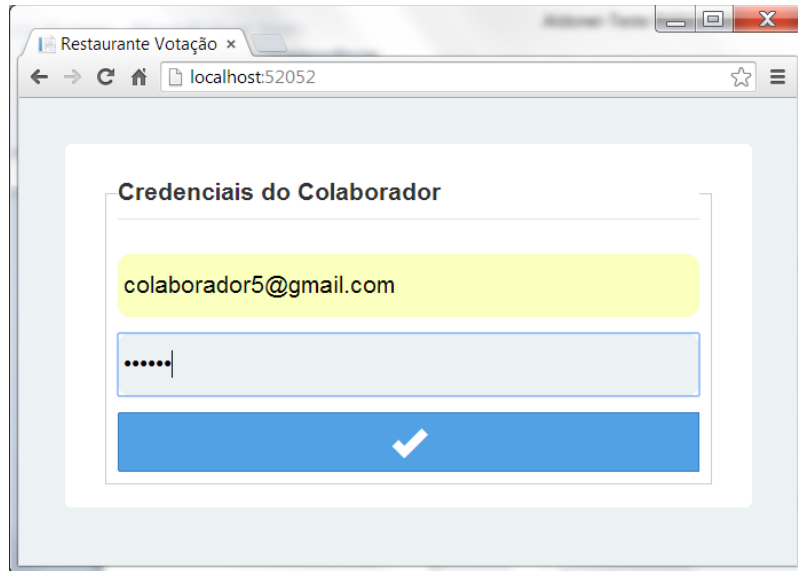 Restaurante Votação
localhost:52052
Credenciais do Colaborador
colaborador5@gmail.com
••••••